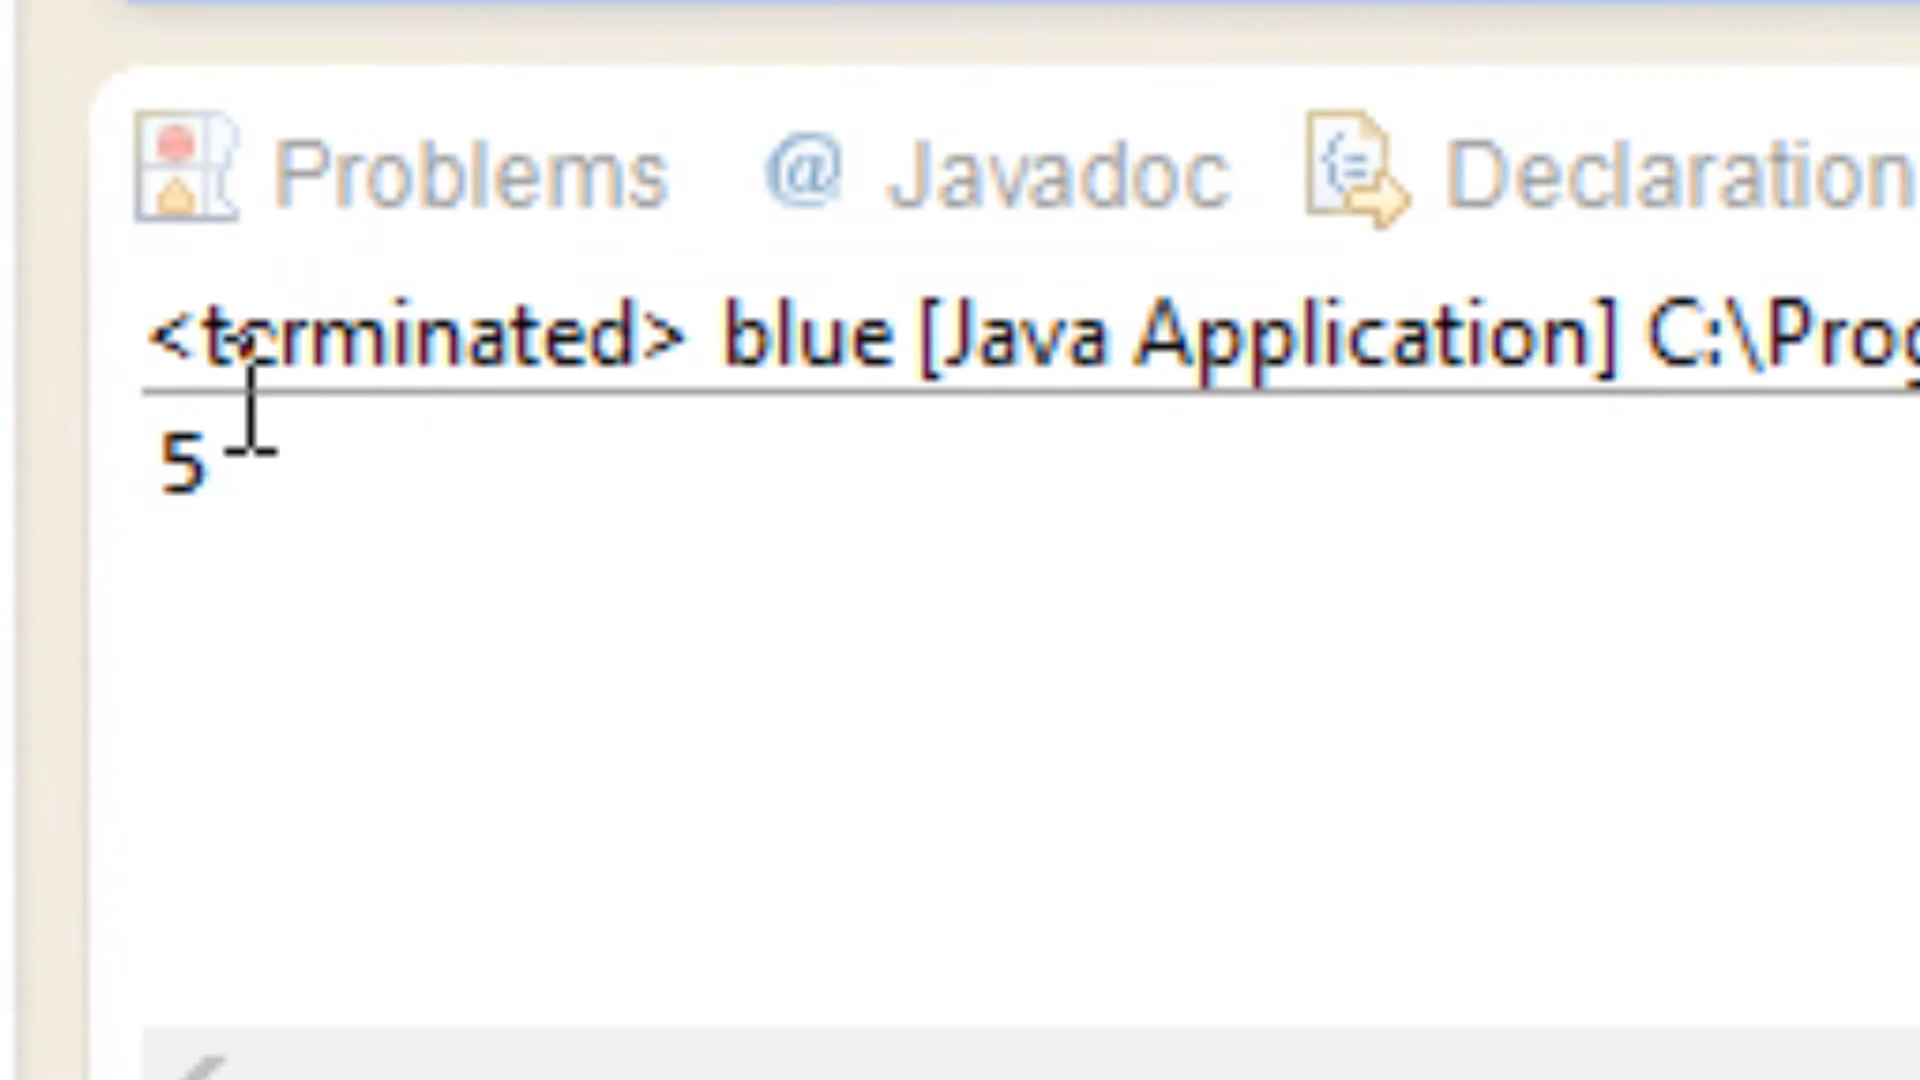 Problems @ Javadoc Declaration
<terminated> blue [Java Application] C:\Prog
5